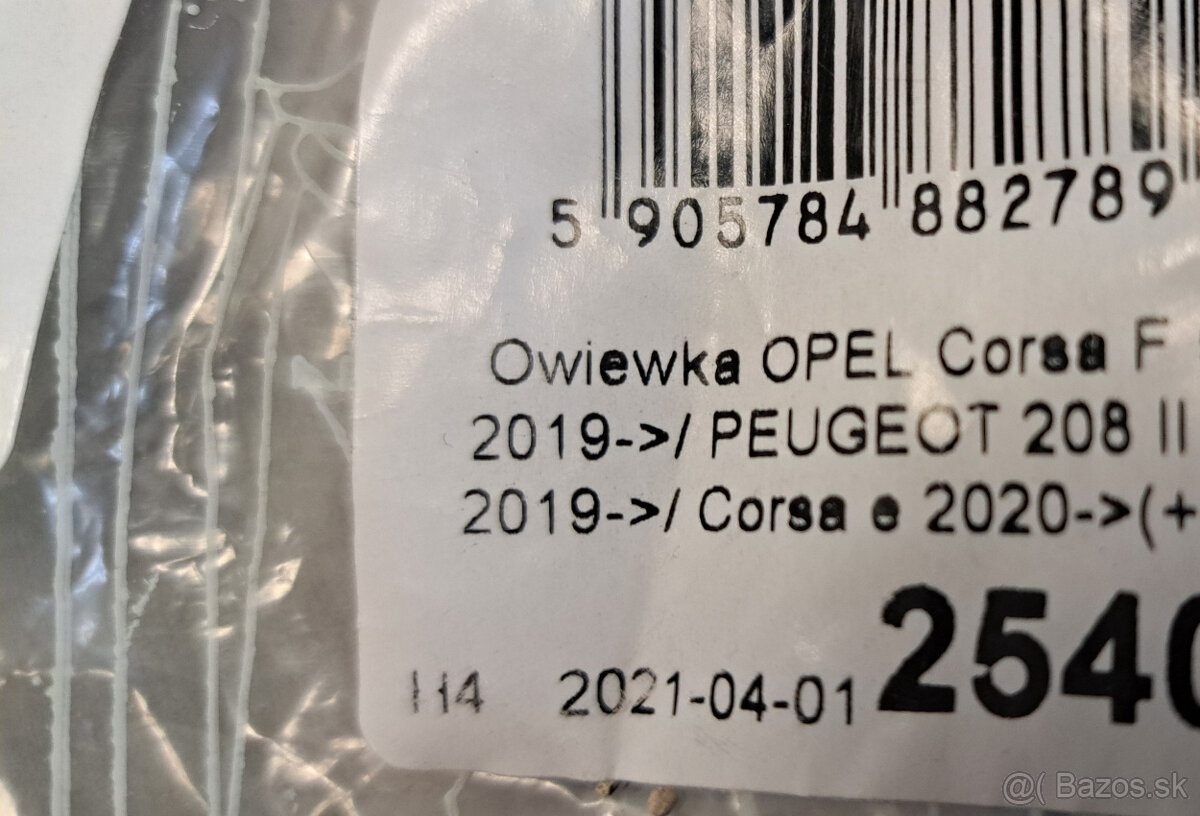 5 905784 882789
Owiewka OPEL Corsa F
2019->/ PEUGEOT 208 II
2019->/ Corsa e 2020->(+
H4 2021-04-01 2540
@( Bazos.sk